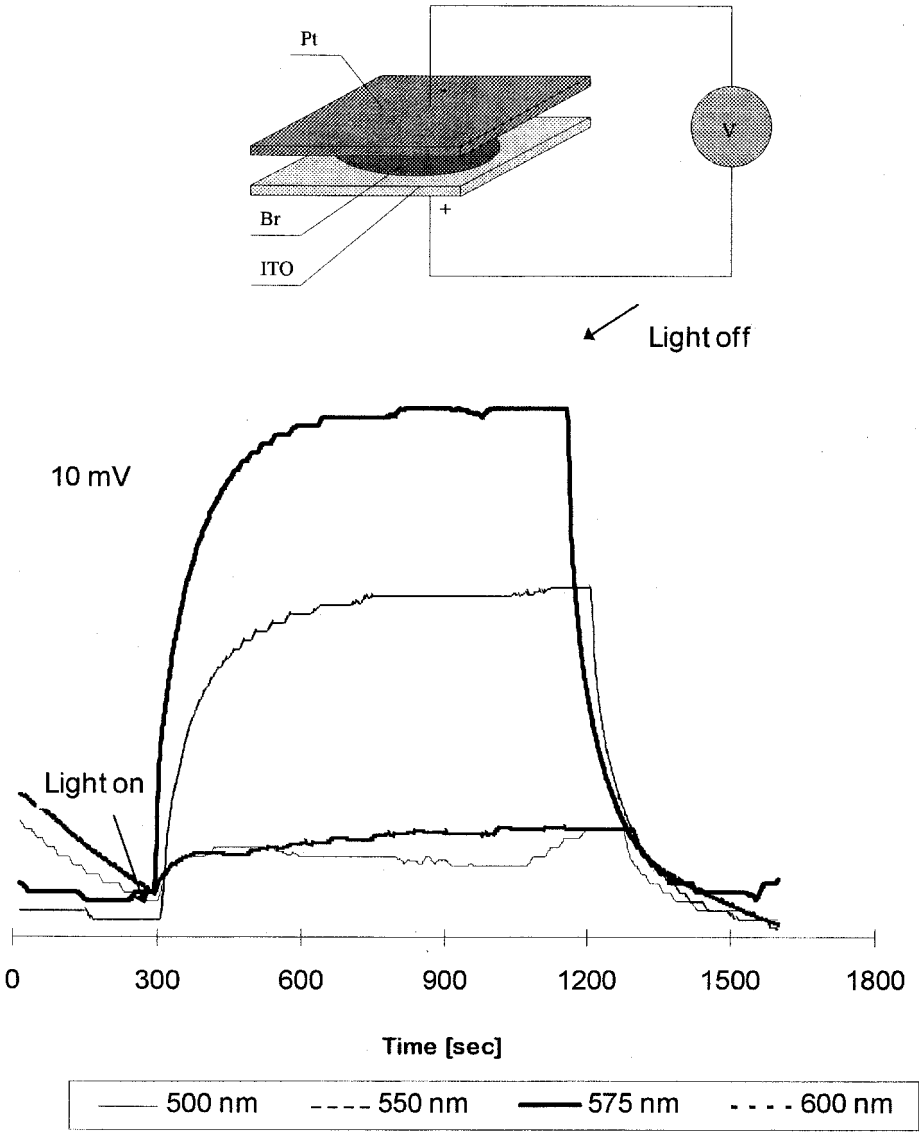 Pt
-
V
Br
+
ITO
Light off
10 mV
Light on
0 300 600 900 1200 1500 1800
Time [sec]
500 nm 550 nm 575 nm 600 nm